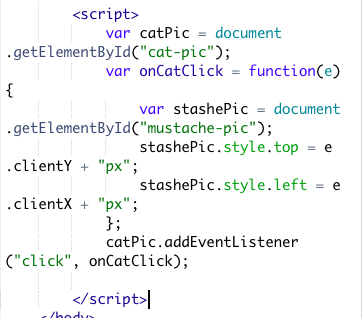 <script>
var catPic = document
.getElementById("cat-pic");
var onCatClick = function(e)
{
var stashePic = document
.getElementById("mustache-pic");
stashePic.style.top = e
.clientY + "px";
stashePic.style.left = e
.clientX + "px";
};
catPic.addEventListener
("click", onCatClick);
</script>
</body>